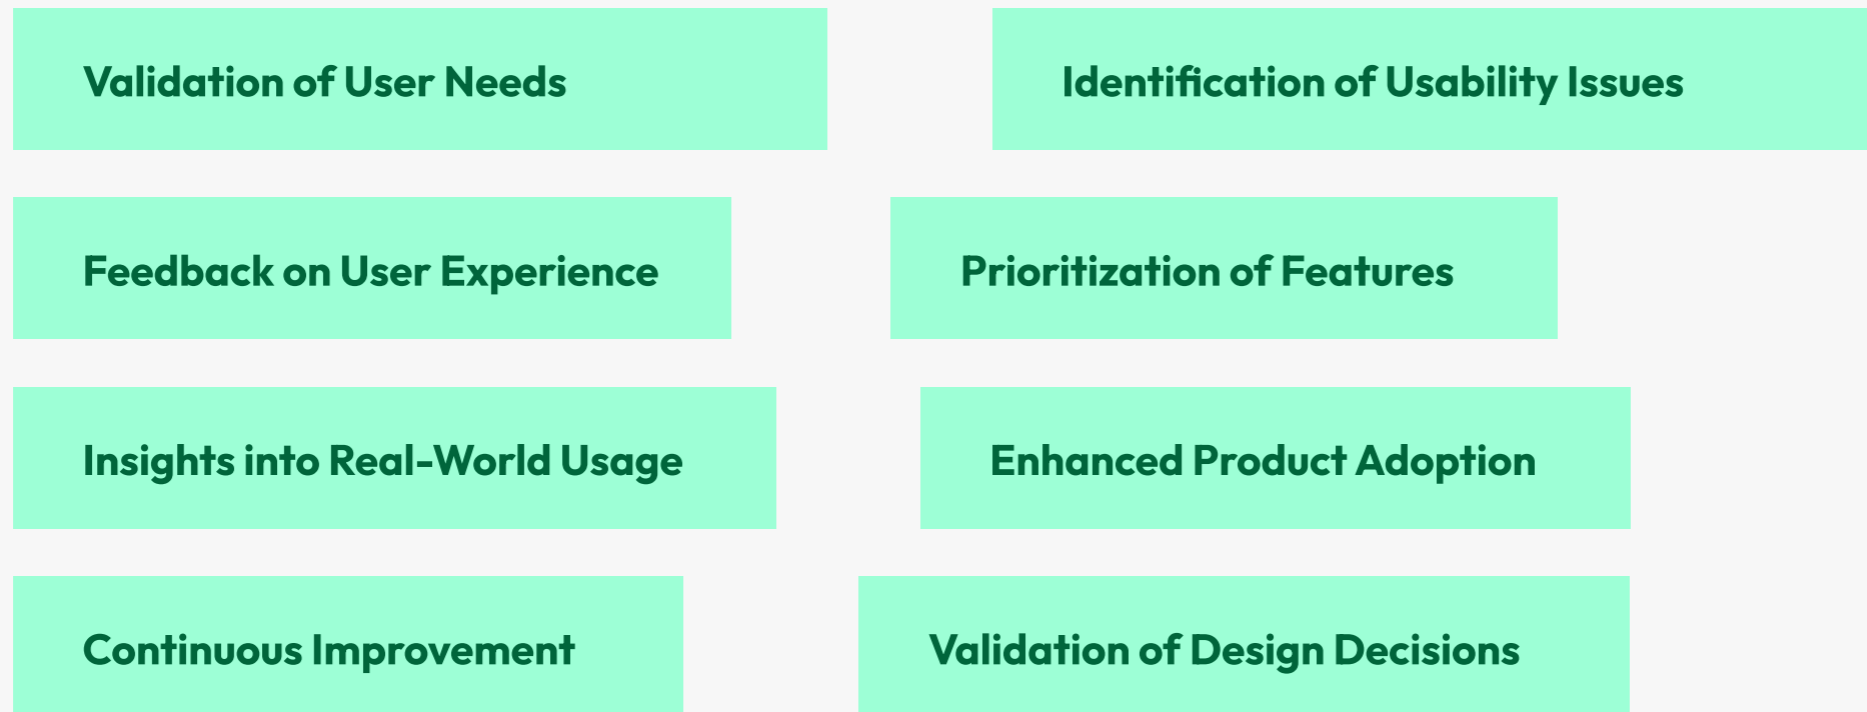 Validation of User Needs
Identification of Usability Issues
Feedback on User Experience
Prioritization of Features
Insights into Real-World Usage
Enhanced Product Adoption
Continuous Improvement
Validation of Design Decisions